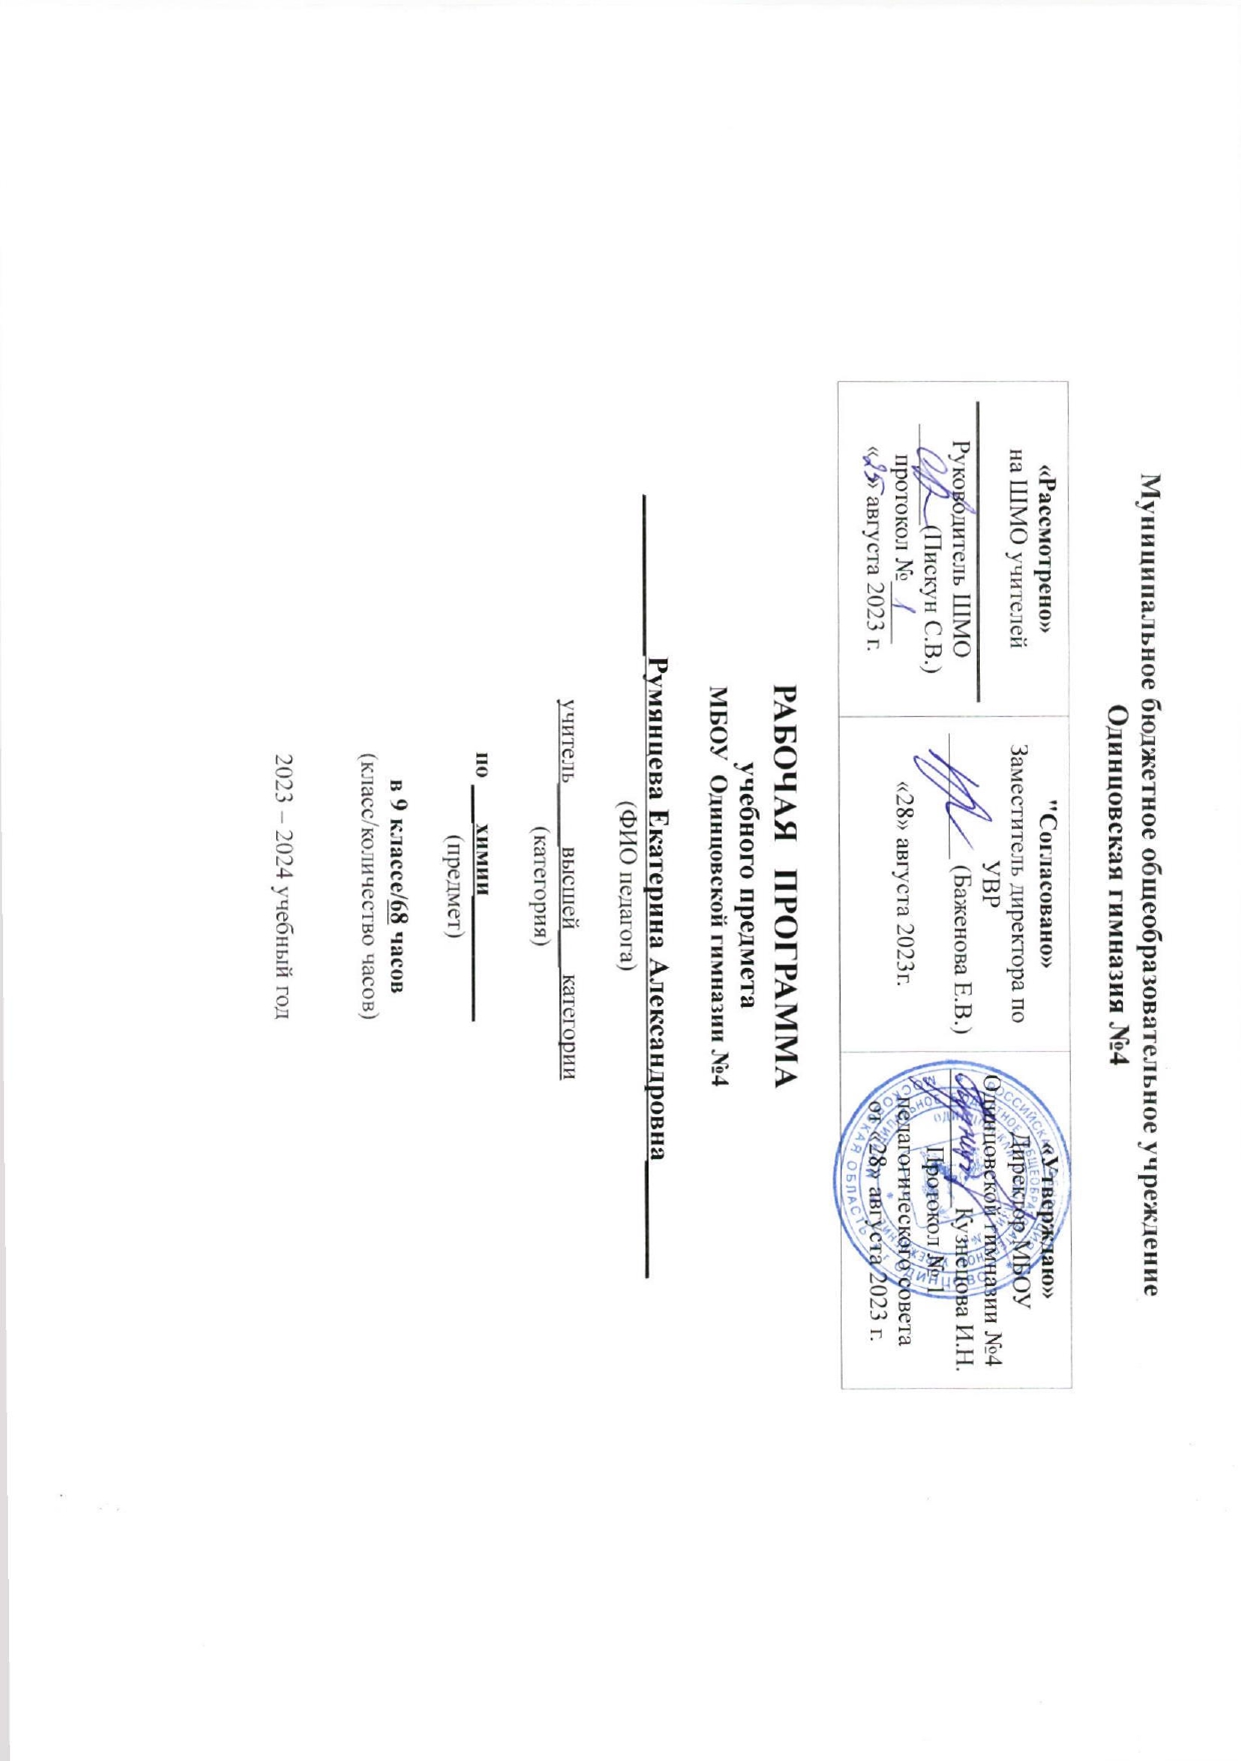 Муниципальное бюджетное общеобразовательное учреждение
Одинцовская гимназия №4
«Рассмотрено»
на ШМО учителей
Руководитель ШМО
(Пискун С.В.)
протокол № 1
«25» августа 2023 г.
"Согласовано»
Заместитель директора по
УВР
(Баженова Е.В.)
«28» августа 2023г.
«Утверждаю»
Директор МБОУ
Одинцовской гимназии №4
Кузнецова И.Н.
Протокол №1
педагогического совета
от «28» августа 2023 г.
РАБОЧАЯ ПРОГРАММА
учебного предмета
МБОУ Одинцовской гимназии №4
Румянцева Екатерина Александровна
(ФИО педагога)
учитель высшей категории
(категория)
по химии
(предмет)
в 9 классе/68 часов
(класс/количество часов)
2023 – 2024 учебный год